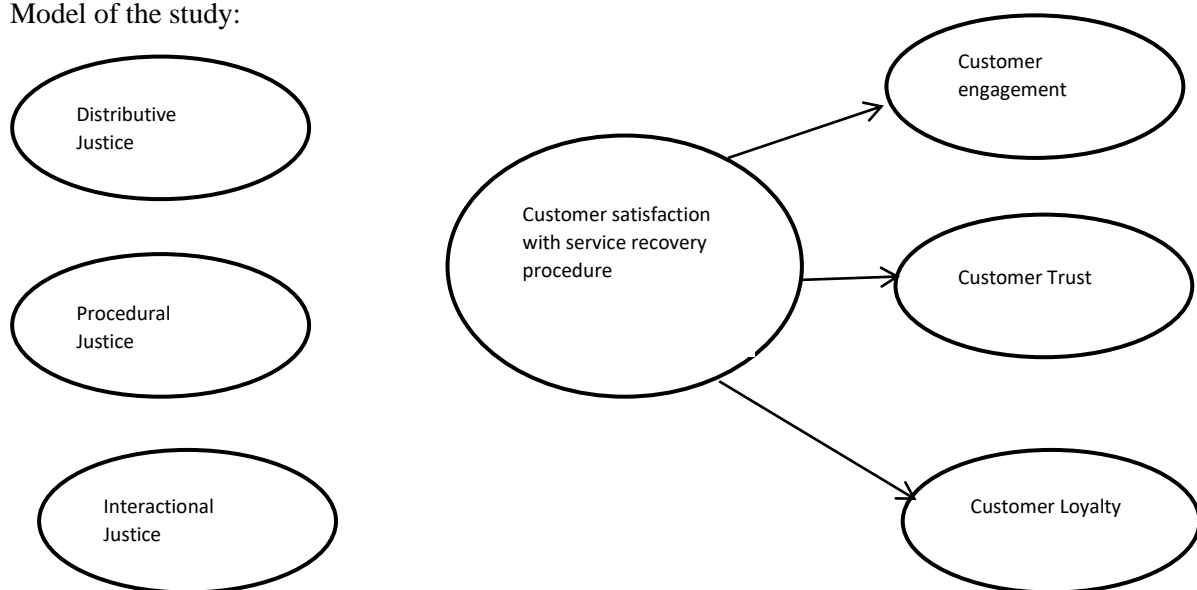 Model of the study:
Distributive
Justice
Procedural
Justice
Interactional
Justice
Customer satisfaction
with service recovery
procedure
Customer
engagement
Customer Trust
Customer Loyalty